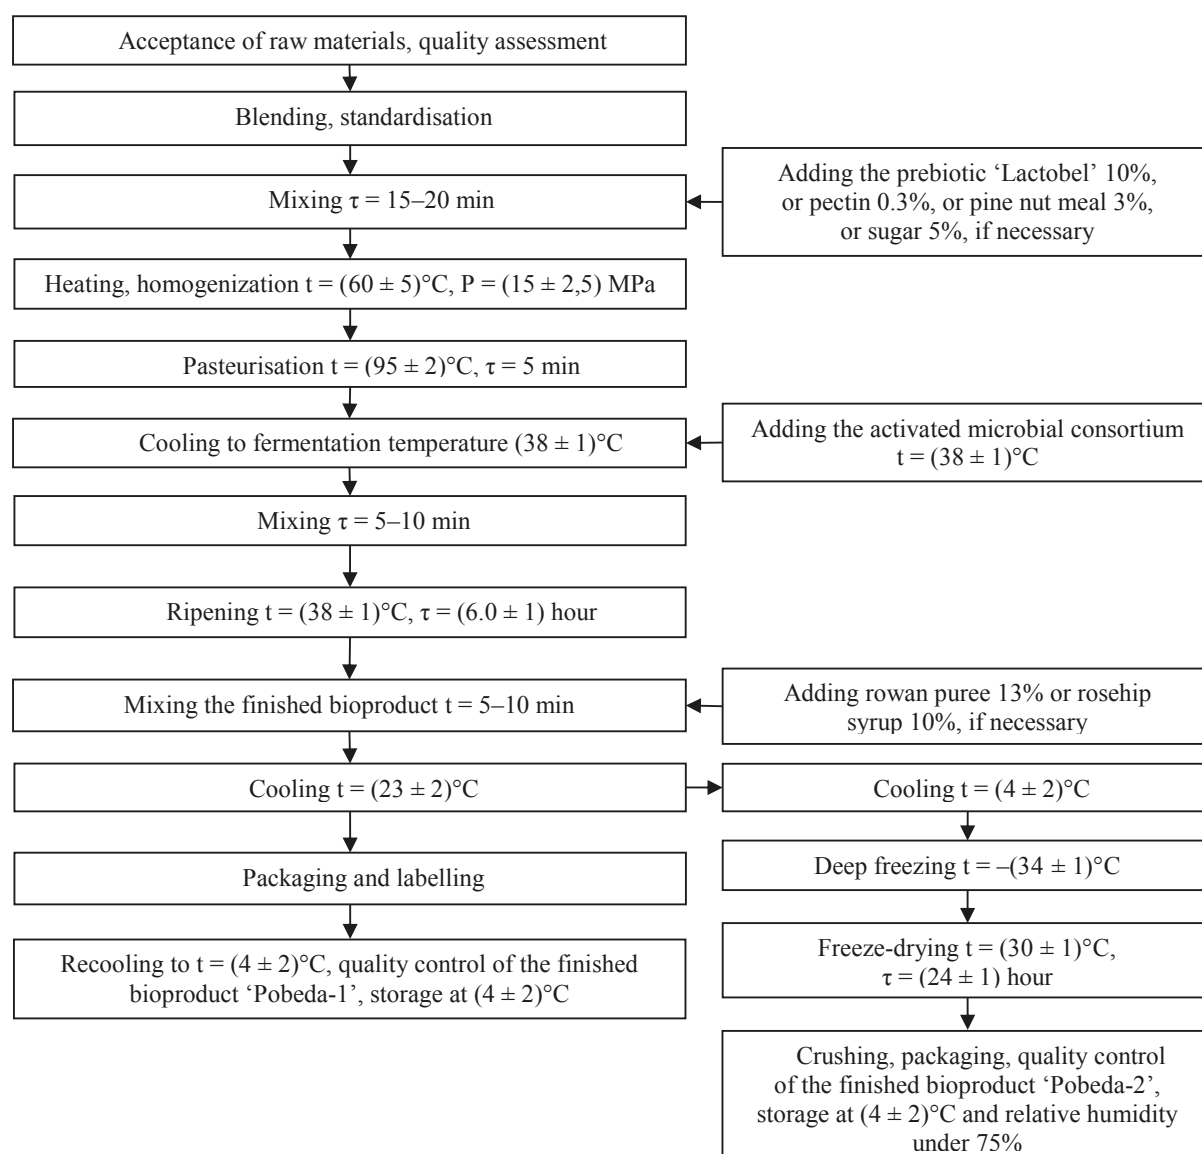 Acceptance of raw materials, quality assessment
Blending, standardisation
Mixing τ = 15–20 min
Adding the prebiotic ‘Lactobel’ 10%,
or pectin 0.3%, or pine nut meal 3%,
or sugar 5%, if necessary
Heating, homogenization t = (60 ± 5)°C, P = (15 ± 2,5) MPa
Pasteurisation t = (95 ± 2)°C, τ = 5 min
Cooling to fermentation temperature (38 ± 1)°C
Adding the activated microbial consortium
t = (38 ± 1)°C
Mixing τ = 5–10 min
Ripening t = (38 ± 1)°C, τ = (6.0 ± 1) hour
Mixing the finished bioproduct t = 5–10 min
Adding rowan puree 13% or rosehip
syrup 10%, if necessary
Cooling t = (23 ± 2)°C
Packaging and labelling
Recooling to t = (4 ± 2)°C, quality control of the finished
bioproduct ‘Pobeda-1’, storage at (4 ± 2)°C
Cooling t = (4 ± 2)°C
Deep freezing t = –(34 ± 1)°C
Freeze-drying t = (30 ± 1)°C,
τ = (24 ± 1) hour
Crushing, packaging, quality control
of the finished bioproduct ‘Pobeda-2’,
storage at (4 ± 2)°C and relative humidity
under 75%